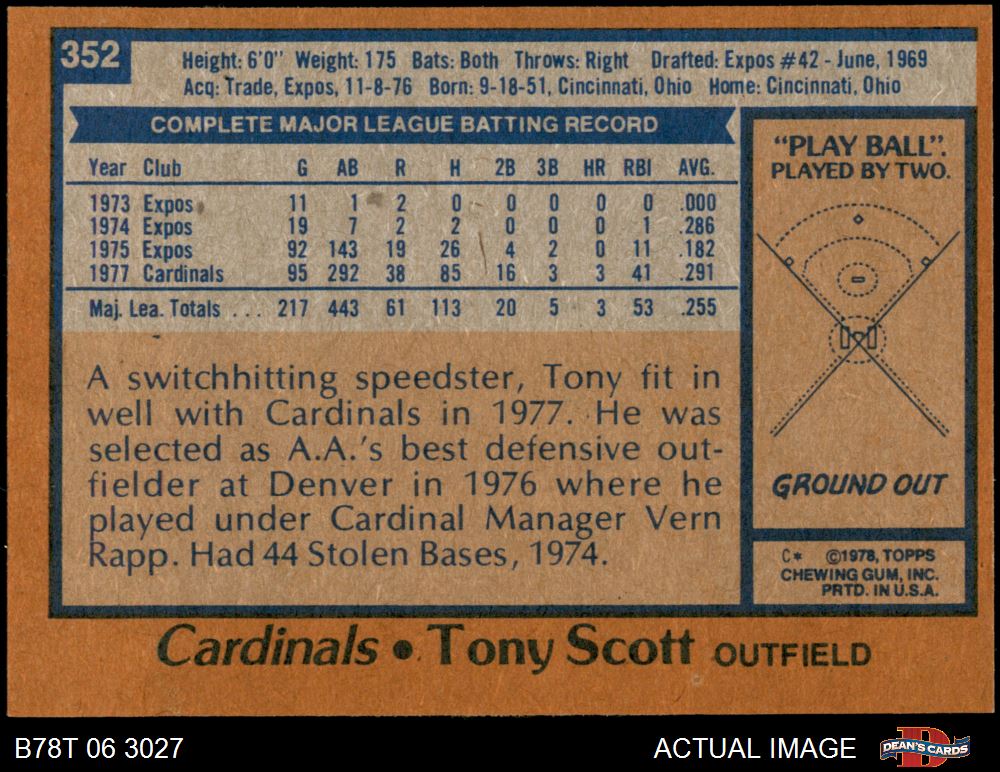 352
Height: 6'0" Weight: 175 Bats: Both Throws: Right Drafted: Expos #42 - June, 1969
Acq: Trade, Expos, 11-8-76 Born: 9-18-51, Cincinnati, Ohio Home: Cincinnati, Ohio
COMPLETE MAJOR LEAGUE BATTING RECORD
Year Club G AB R H 2B 3B HR RBI AVG.
1973 Expos 11 1 2 0 0 0 0 0 .000
1974 Expos 19 7 2 2 0 0 0 1 .286
1975 Expos 92 143 19 26 4 2 0 11 .182
1977 Cardinals 95 292 38 85 16 3 3 41 .291
Maj. Lea. Totals ... 217 443 61 113 20 5 3 53 .255
A switchhitting speedster, Tony fit in
well with Cardinals in 1977. He was
selected as A.A.'s best defensive out-
fielder at Denver in 1976 where he
played under Cardinal Manager Vern
Rapp. Had 44 Stolen Bases, 1974.
"PLAY BALL".
PLAYED BY TWO.
GROUND OUT
C* ©1978, TOPPS
CHEWING GUM, INC.
PRTD. IN U.S.A.
Cardinals • Tony Scott OUTFIELD
B78T 06 3027 ACTUAL IMAGE
D
DEAN'S CARDS